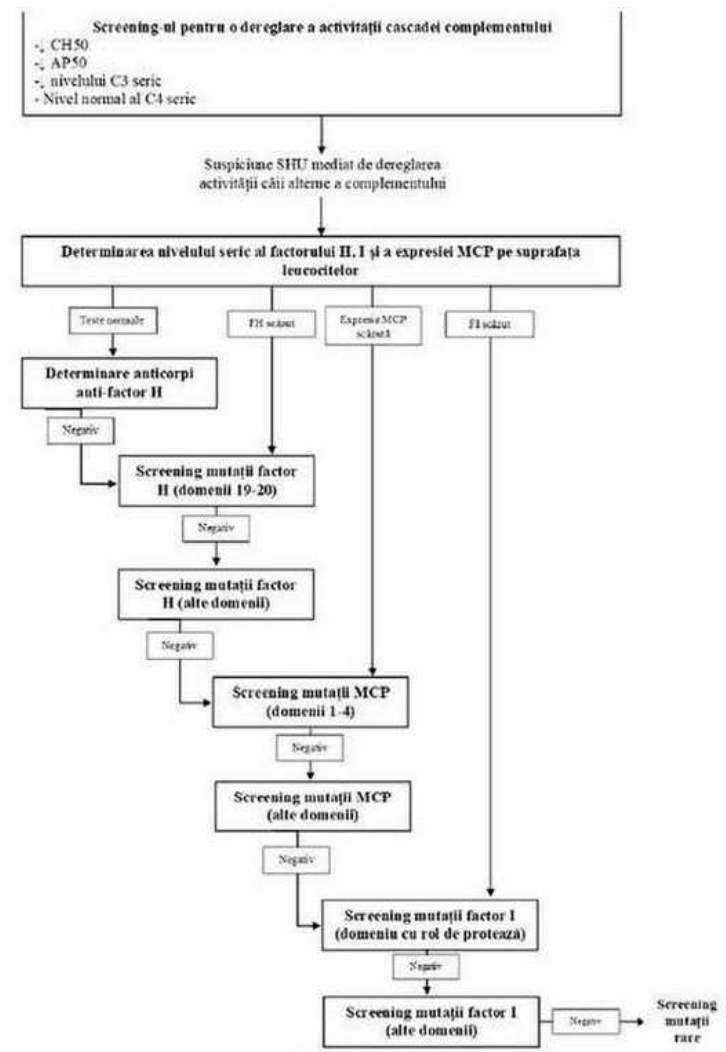 Screening-ul pentru o dereglare a activității cascadei complementului
-↓ CH50
-↓ AP50
-↓ nivelului C3 seric
- Nivel normal al C4 seric
Suspiciune SHU mediat de dereglarea
activității căii alterne a complementului
Determinarea nivelului seric al factorului H, I și a expresiei MCP pe suprafața
leucocitelor
Teste normale
FH scăzut
Expresia MCP
scăzută
FI scăzut
Determinare anticorpi
anti-factor H
Negativ
Screening mutații factor
H (domenii 19-20)
Negativ
Screening mutații factor
H (alte domenii)
Negativ
Screening mutații MCP
(domenii 1-4)
Negativ
Screening mutații MCP
(alte domenii)
Negativ
Screening mutații factor I
(domeniu cu rol de protează)
Negativ
Screening mutații factor I
(alte domenii)
Negativ
Screening
mutații
rare